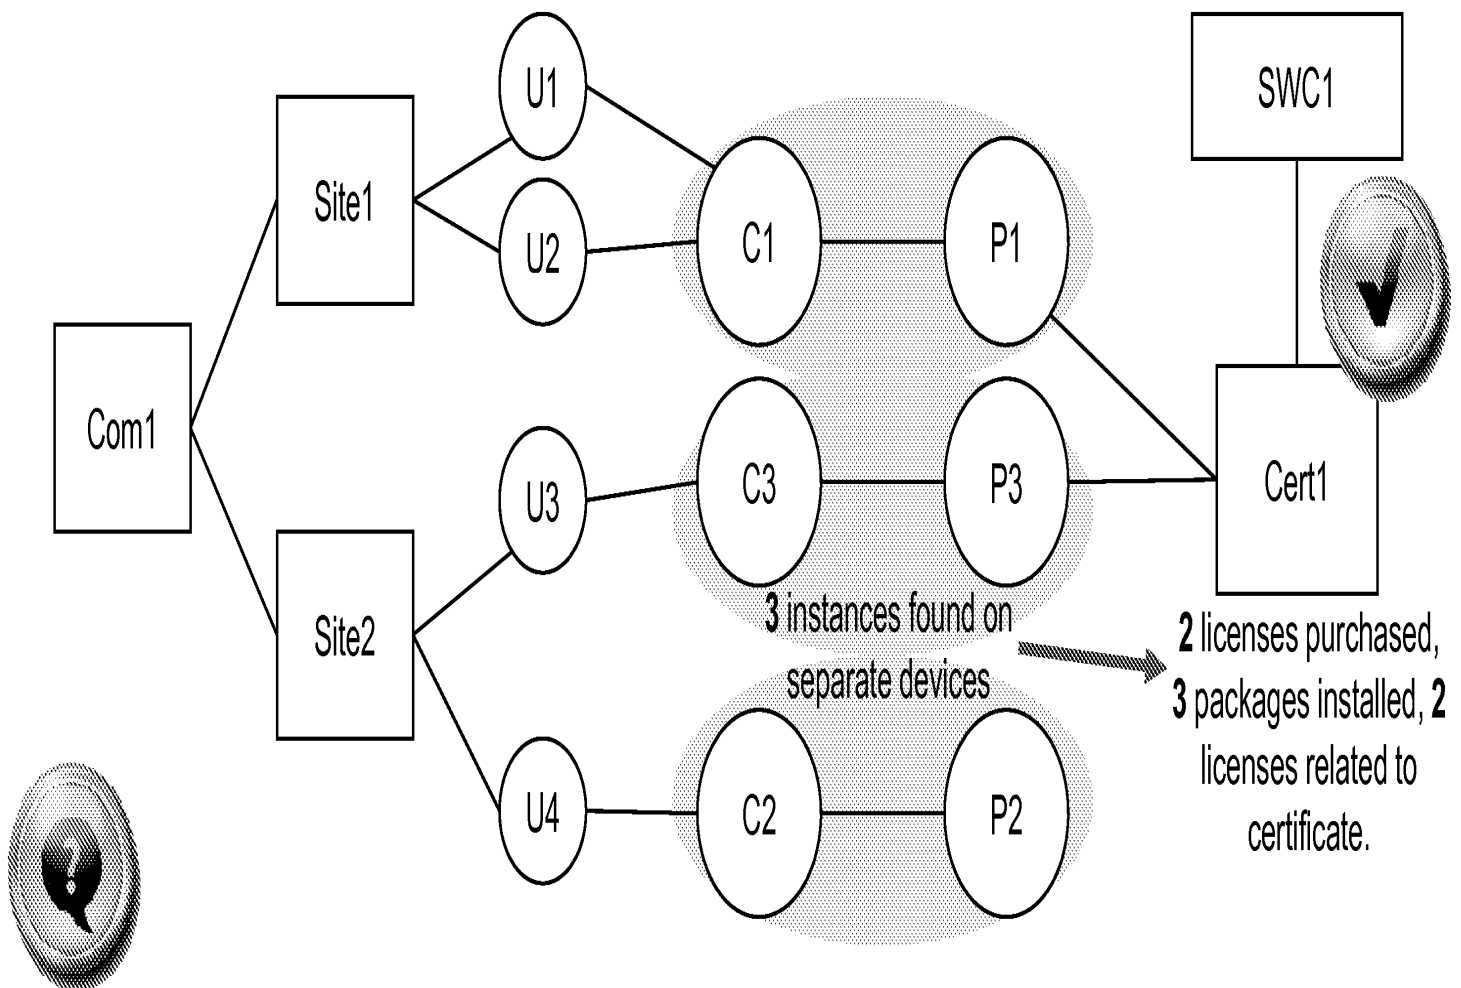 U1
SWC1
Site1
U2
C1
P1
Com1
C3
P3
Cert1
U3
3 instances found on
separate devices
Site2
2 licenses purchased,
3 packages installed, 2
licenses related to
certificate.
U4
C2
P2
?